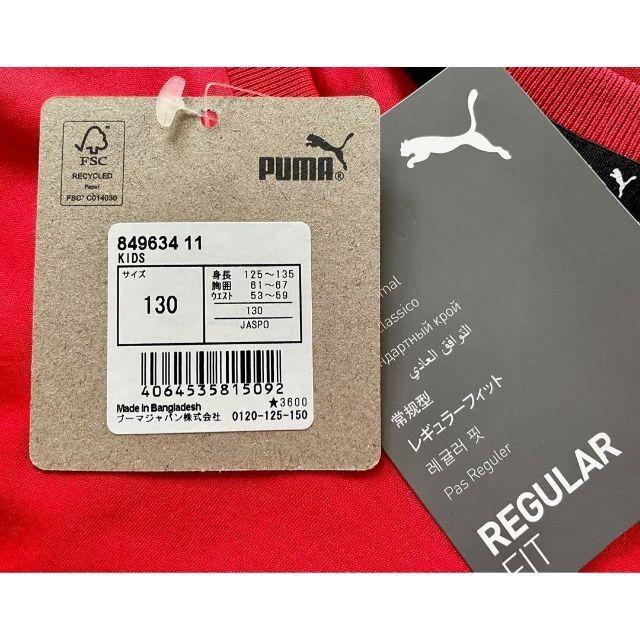 FSC
RECYCLED
Paper
FSC® C014030
PUMA®
849634 11
KIDS
サイズ
130
身長 125～135
胸囲 61～67
ウエスト 53～59
130
JASPO
4064535815092
★3600
Made in Bangladesh
プーマジャパン株式会社 0120-125-150
крой
التوافق العادي
常规型
レギュラーフィット
레귤러 핏
Pas Reguler
REGULAR
FIT